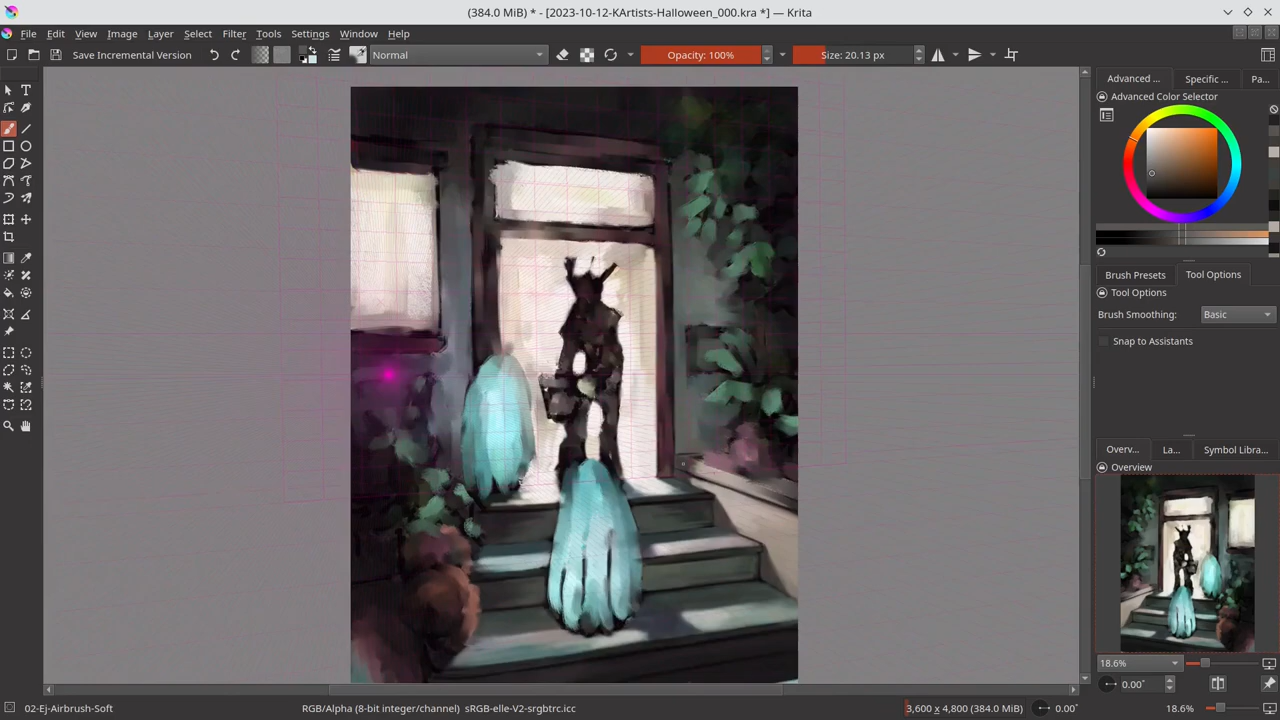 (384.0 MiB) * - [2023-10-12-KArtists-Halloween_000.kra *] — Krita
File Edit View Image Layer Select Filter Tools Settings Window Help
Save Incremental Version Normal Opacity: 100% Size: 20.13 px
Advanced ... Specific ... Pa...
Advanced Color Selector
Brush Presets Tool Options
Tool Options
Brush Smoothing: Basic
Snap to Assistants
Overv... La... Symbol Libra...
Overview
18.6%
0.00°
02-Ej-Airbrush-Soft RGB/Alpha (8-bit integer/channel) sRGB-elle-V2-srgbtrc.icc 3,600 x 4,800 (384.0 MiB) 0.00° 18.6%